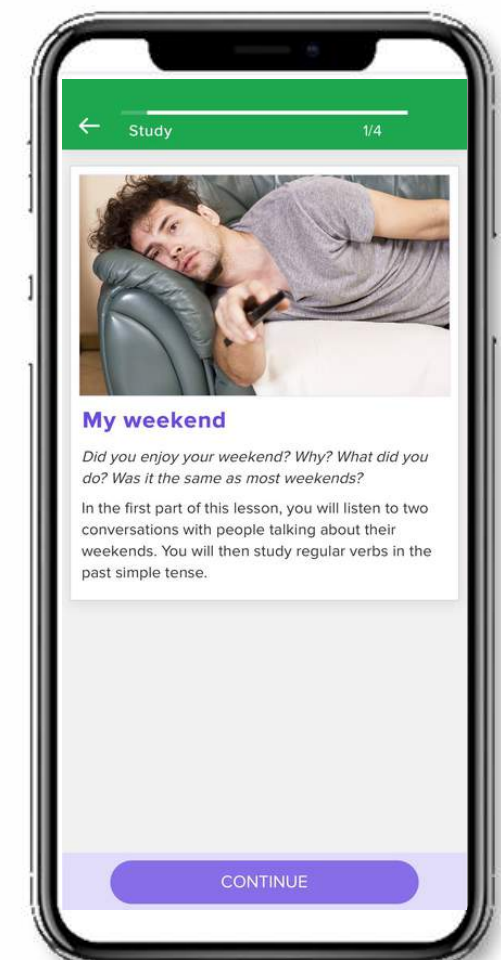 Study 1/4
My weekend
Did you enjoy your weekend? Why? What did you
do? Was it the same as most weekends?
In the first part of this lesson, you will listen to two
conversations with people talking about their
weekends. You will then study regular verbs in the
past simple tense.
CONTINUE